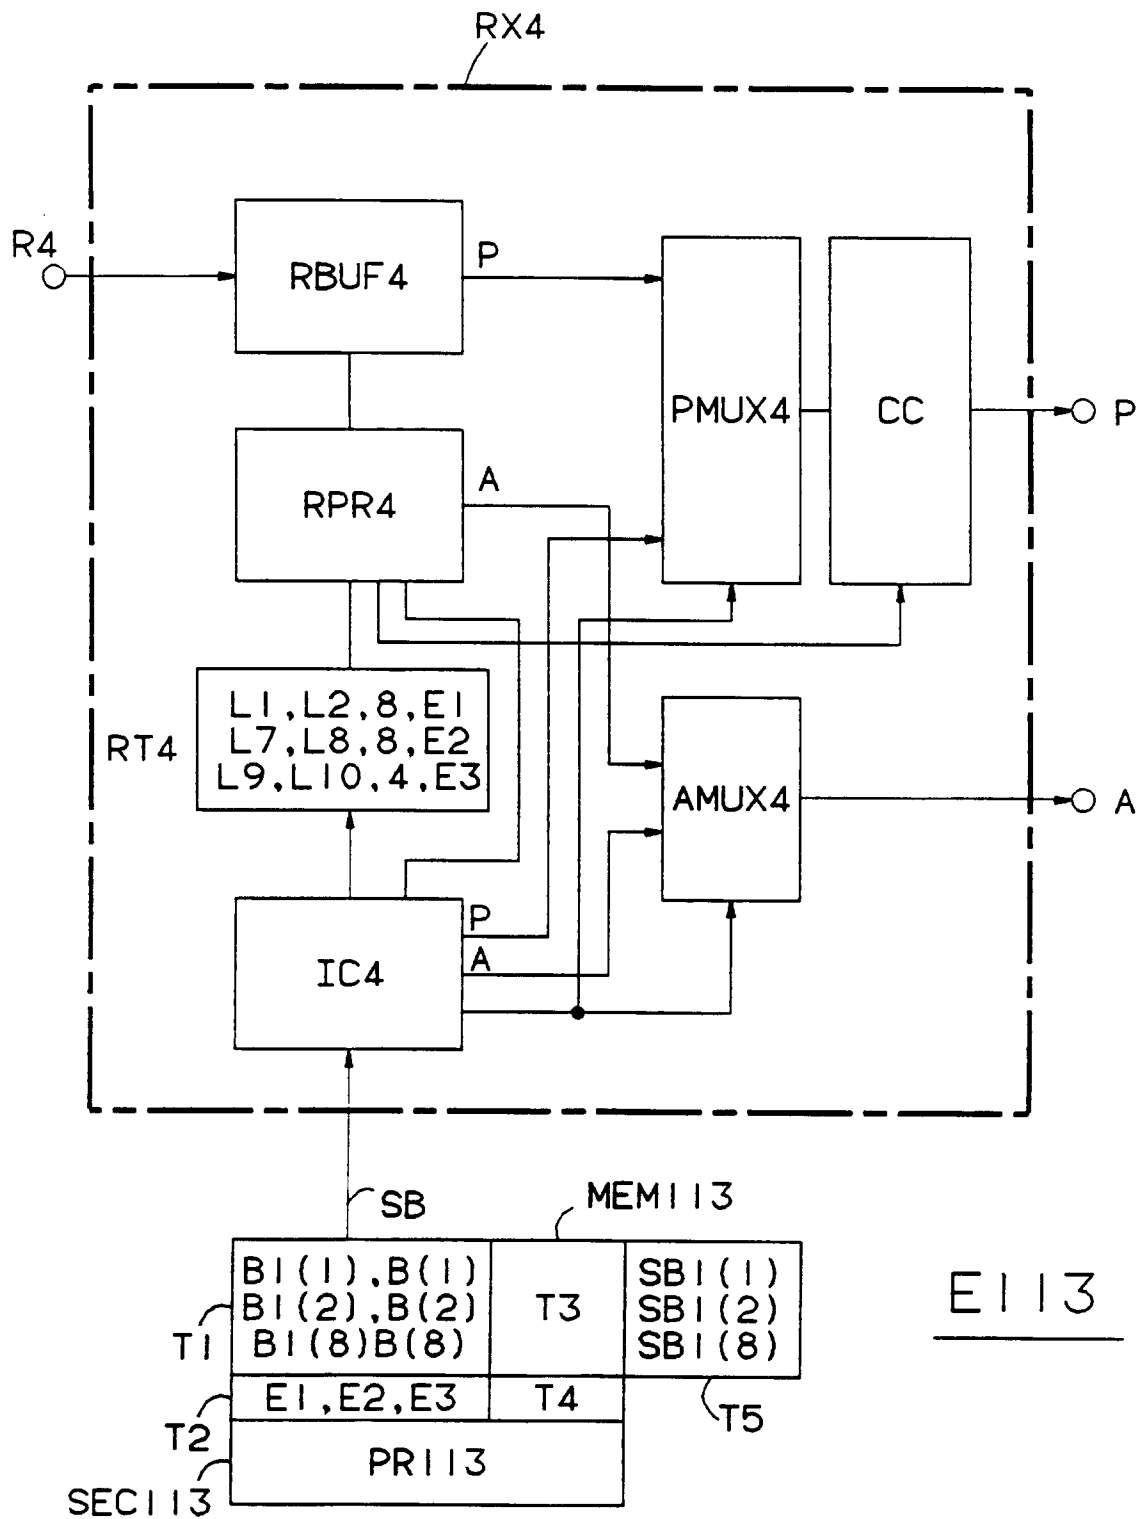 RX4
R4
RBUF4
P
PMUX4
CC
P
RPR4
A
L1,L2,8,E1
L7,L8,8,E2
L9,L10,4,E3
RT4
AMUX4
A
P
A
IC4
SB
MEM113
B1(1),B(1)
B1(2),B(2)
B1(8)B(8)
T3
SB1(1)
SB1(2)
SB1(8)
E113
T1
E1,E2,E3
T4
T5
T2
PR113
SEC113